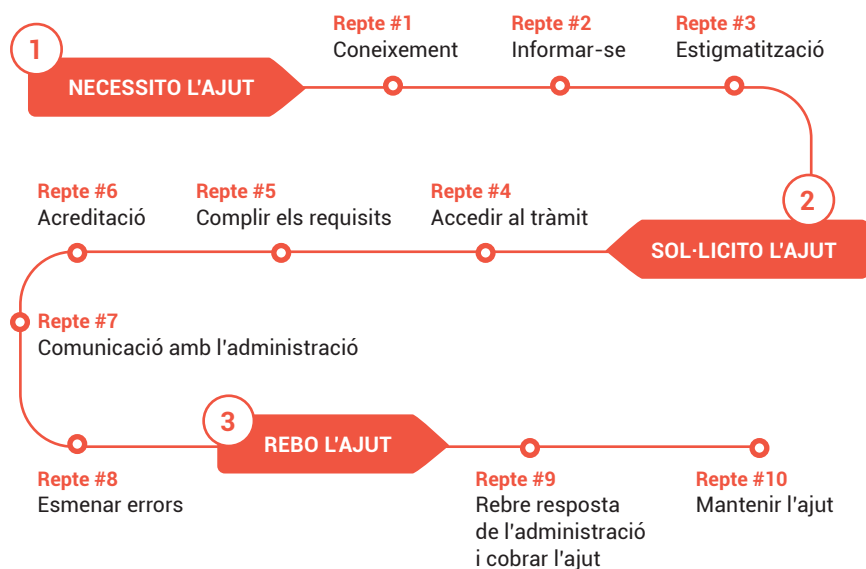 1
NECESSITO L'AJUT
Repte #1
Coneixement
Repte #2
Informar-se
Repte #3
Estigmatització
2
SOL·LICITO L'AJUT
Repte #4
Accedir al tràmit
Repte #5
Complir els requisits
Repte #6
Acreditació
Repte #7
Comunicació amb l'administració
Repte #8
Esmenar errors
3
REBO L'AJUT
Repte #9
Rebre resposta
de l'administració
i cobrar l'ajut
Repte #10
Mantenir l'ajut